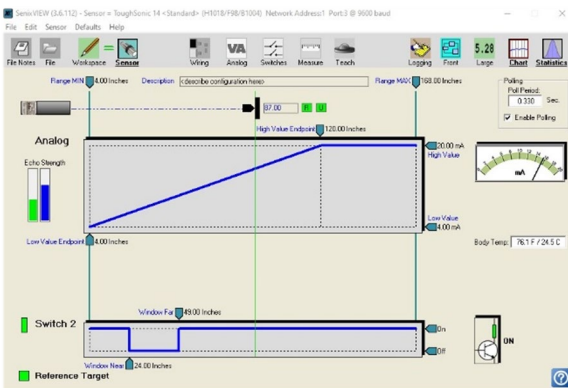 SenixVIEW (3.6.112) - Sensor = ToughSonic 14 <Standard> (H1018/F98/B1004) Network Address:1 Port:3 @ 9600 baud
File Edit Sensor Defaults Help
File Notes File Workspace = Sensor Wiring VA Analog Switches Measure Teach Logging Front 5.28 Large Chart Statistics
Range MIN 4.00 Inches Description <describe configuration here> Range MAX 168.00 Inches
Polling
Poll Period:
0.330 Sec.
Enable Polling
87.00
High Value Endpoint 120.00 Inches
Analog
Echo Strength
20.00 mA
High Value
mA
Low Value
4.00 mA
Low Value Endpoint 4.00 Inches
Body Temp: 76.1 F / 24.5 C
Window Far 49.00 Inches
Switch 2
On
Off
ON
Window Near 24.00 Inches
Reference Target